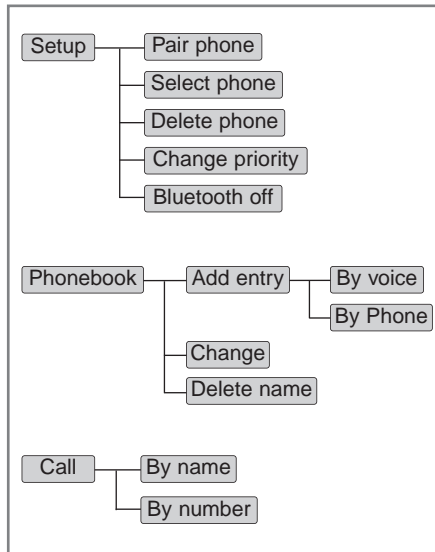 Setup
Pair phone
Select phone
Delete phone
Change priority
Bluetooth off
Phonebook
Add entry
By voice
By Phone
Change
Delete name
Call
By name
By number